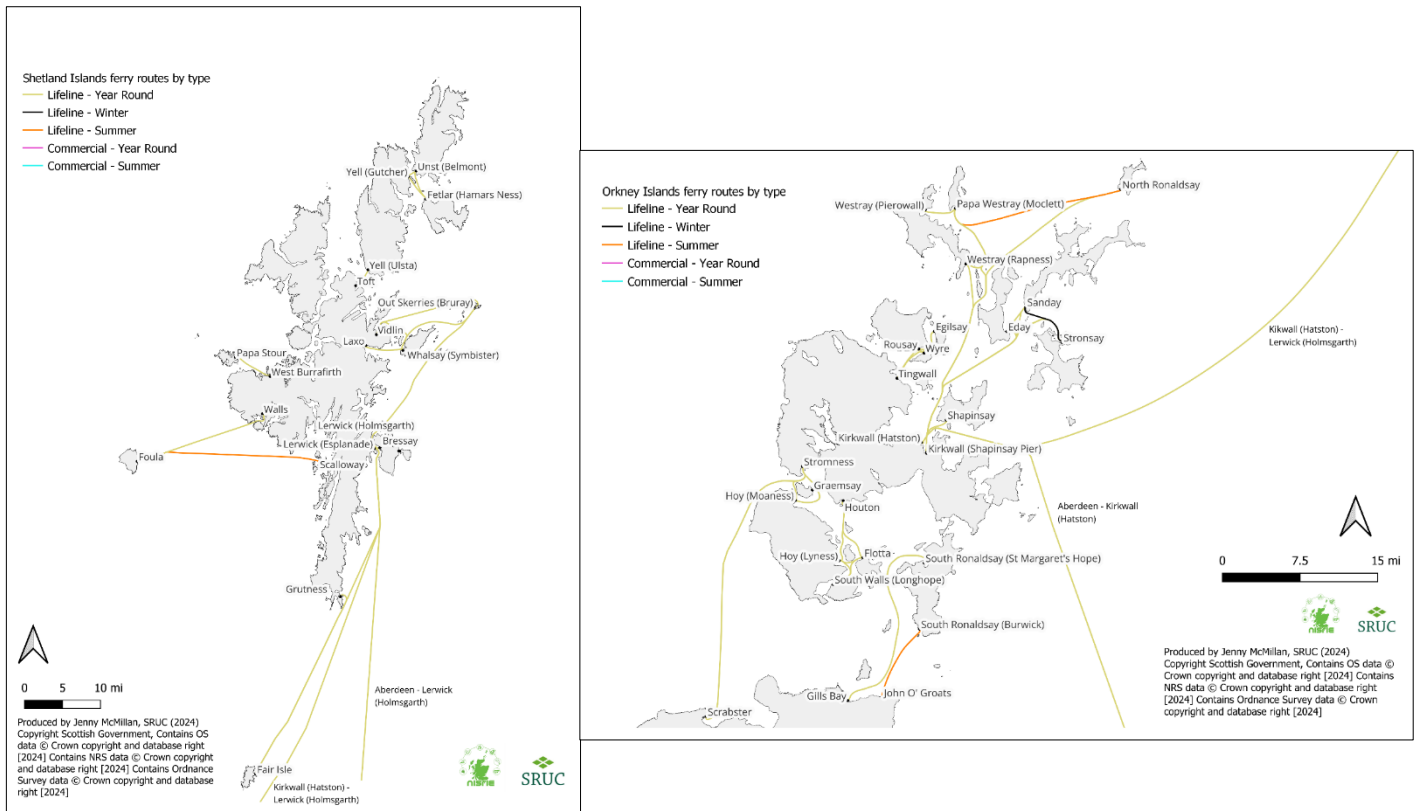 Shetland Islands ferry routes by type
Lifeline - Year Round
Lifeline - Winter
Lifeline - Summer
Commercial - Year Round
Commercial - Summer
Unst (Belmont)
Yell (Gutcher)
Fetlar (Hamars Ness)
Yell (Ulsta)
Toft
Out Skerries (Bruray)
Vidlin
Laxo
Whalsay (Symbister)
Papa Stour
West Burrafirth
Walls
Lerwick (Holmsgarth)
Lerwick (Esplanade)
Bressay
Foula
Scalloway
Grutness
Aberdeen - Lerwick
(Holmsgarth)
Fair Isle
Kirkwall (Hatston) -
Lerwick (Holmsgarth)
0 5 10 mi
Produced by Jenny McMillan, SRUC (2024)
Copyright Scottish Government, Contains OS
data © Crown copyright and database right
[2024] Contains NRS data © Crown copyright
and database right [2024] Contains Ordnance
Survey data © Crown copyright and database
right [2024]
nisrie
SRUC
Orkney Islands ferry routes by type
Lifeline - Year Round
Lifeline - Winter
Lifeline - Summer
Commercial - Year Round
Commercial - Summer
North Ronaldsay
Westray (Pierowall)
Papa Westray (Moclett)
Westray (Rapness)
Sanday
Egilsay
Eday
Stronsay
Rousay
Wyre
Tingwall
Kikwall (Hatston) -
Lerwick (Holmsgarth)
Shapinsay
Kirkwall (Hatston)
Kirkwall (Shapinsay Pier)
Stromness
Graemsay
Hoy (Moaness)
Houton
Aberdeen - Kirkwall
(Hatston)
Hoy (Lyness)
Flotta
South Ronaldsay (St Margaret's Hope)
South Walls (Longhope)
South Ronaldsay (Burwick)
Gills Bay
John O' Groats
Scrabster
0 7.5 15 mi
nisrie
SRUC
Produced by Jenny McMillan, SRUC (2024)
Copyright Scottish Government, Contains OS data ©
Crown copyright and database right [2024] Contains
NRS data © Crown copyright and database right
[2024] Contains Ordnance Survey data © Crown
copyright and database right [2024]